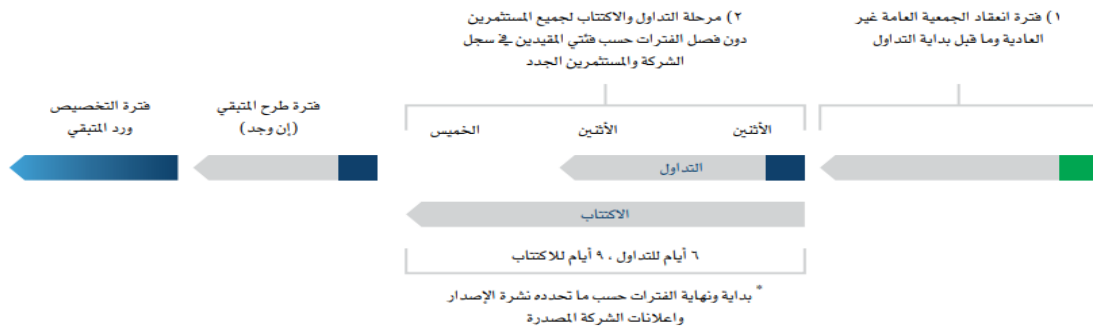 ١) فترة انعقاد الجمعية العامة غير
العادية وما قبل بداية التداول
٢) مرحلة التداول والاكتتاب لجميع المستثمرين
دون فصل الفترات حسب فئتي المقيدين في سجل
الشركة والمستثمرين الجدد
فترة طرح المتبقي
(إن وجد)
فترة التخصيص
ورد المتبقي
الأثنين
الأثنين
الخميس
التداول
الاكتتاب
٦ أيام للتداول ، ٩ أيام للاكتتاب
* بداية ونهاية الفترات حسب ما تحدده نشرة الإصدار
واعلانات الشركة المصدرة